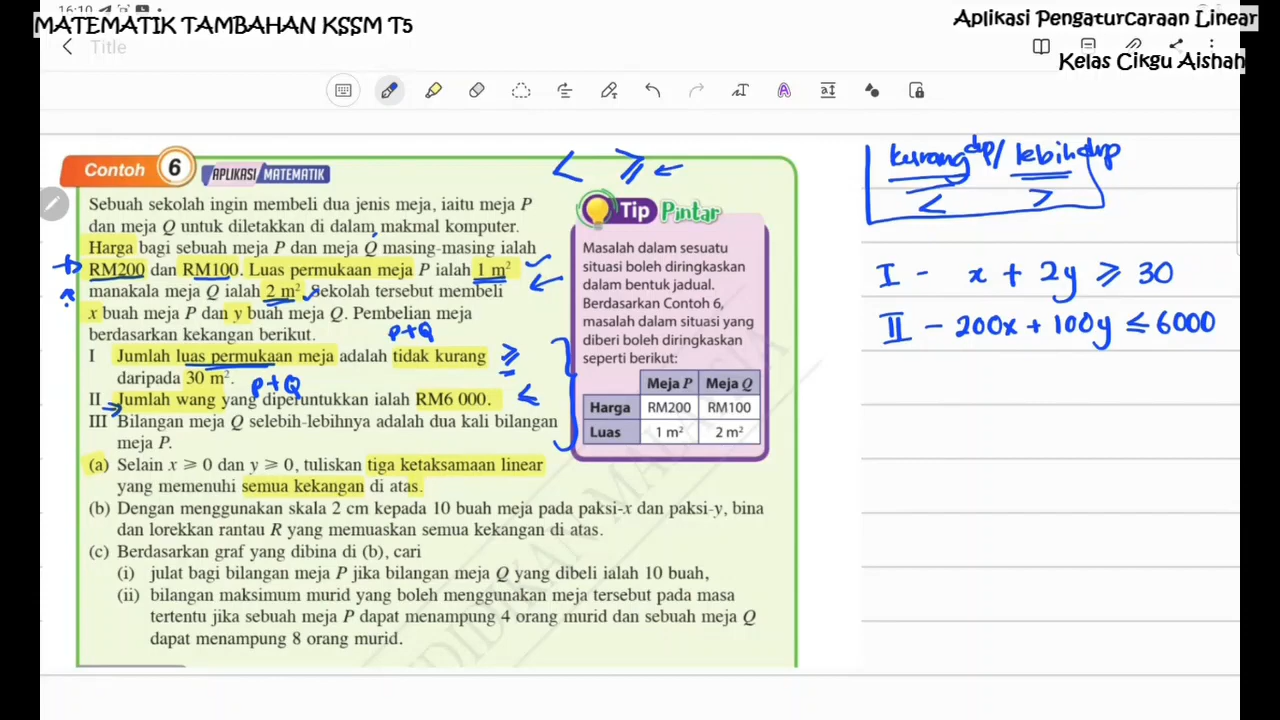 16:10
MATEMATIK TAMBAHAN KSSM T5
Aplikasi Pengaturcaraan Linear
Title
Kelas Cikgu Aishah
Contoh 6 APLIKASI MATEMATIK
< ≥ ←
Sebuah sekolah ingin membeli dua jenis meja, iaitu meja P
dan meja Q untuk diletakkan di dalam makmal komputer.
Harga bagi sebuah meja P dan meja Q masing-masing ialah
RM200 dan RM100. Luas permukaan meja P ialah 1 m²
manakala meja Q ialah 2 m². Sekolah tersebut membeli
x buah meja P dan y buah meja Q. Pembelian meja
berdasarkan kekangan berikut.
P+Q
I Jumlah luas permukaan meja adalah tidak kurang ≥
daripada 30 m².
P+Q
II Jumlah wang yang diperuntukkan ialah RM6 000. ≤
III Bilangan meja Q selebih-lebihnya adalah dua kali bilangan
meja P.
(a) Selain x ≥ 0 dan y ≥ 0, tuliskan tiga ketaksamaan linear
yang memenuhi semua kekangan di atas.
(b) Dengan menggunakan skala 2 cm kepada 10 buah meja pada paksi-x dan paksi-y, bina
dan lorekkan rantau R yang memuaskan semua kekangan di atas.
(c) Berdasarkan graf yang dibina di (b), cari
(i) julat bagi bilangan meja P jika bilangan meja Q yang dibeli ialah 10 buah,
(ii) bilangan maksimum murid yang boleh menggunakan meja tersebut pada masa
tertentu jika sebuah meja P dapat menampung 4 orang murid dan sebuah meja Q
dapat menampung 8 orang murid.
Tip Pintar
Masalah dalam sesuatu
situasi boleh diringkaskan
dalam bentuk jadual.
Berdasarkan Contoh 6,
masalah dalam situasi yang
diberi boleh diringkaskan
seperti berikut:
Meja P Meja Q
Harga RM200 RM100
Luas 1 m² 2 m²
kurang drp / lebih drp
< >
I - x + 2y ≥ 30
II - 200x + 100y ≤ 6000